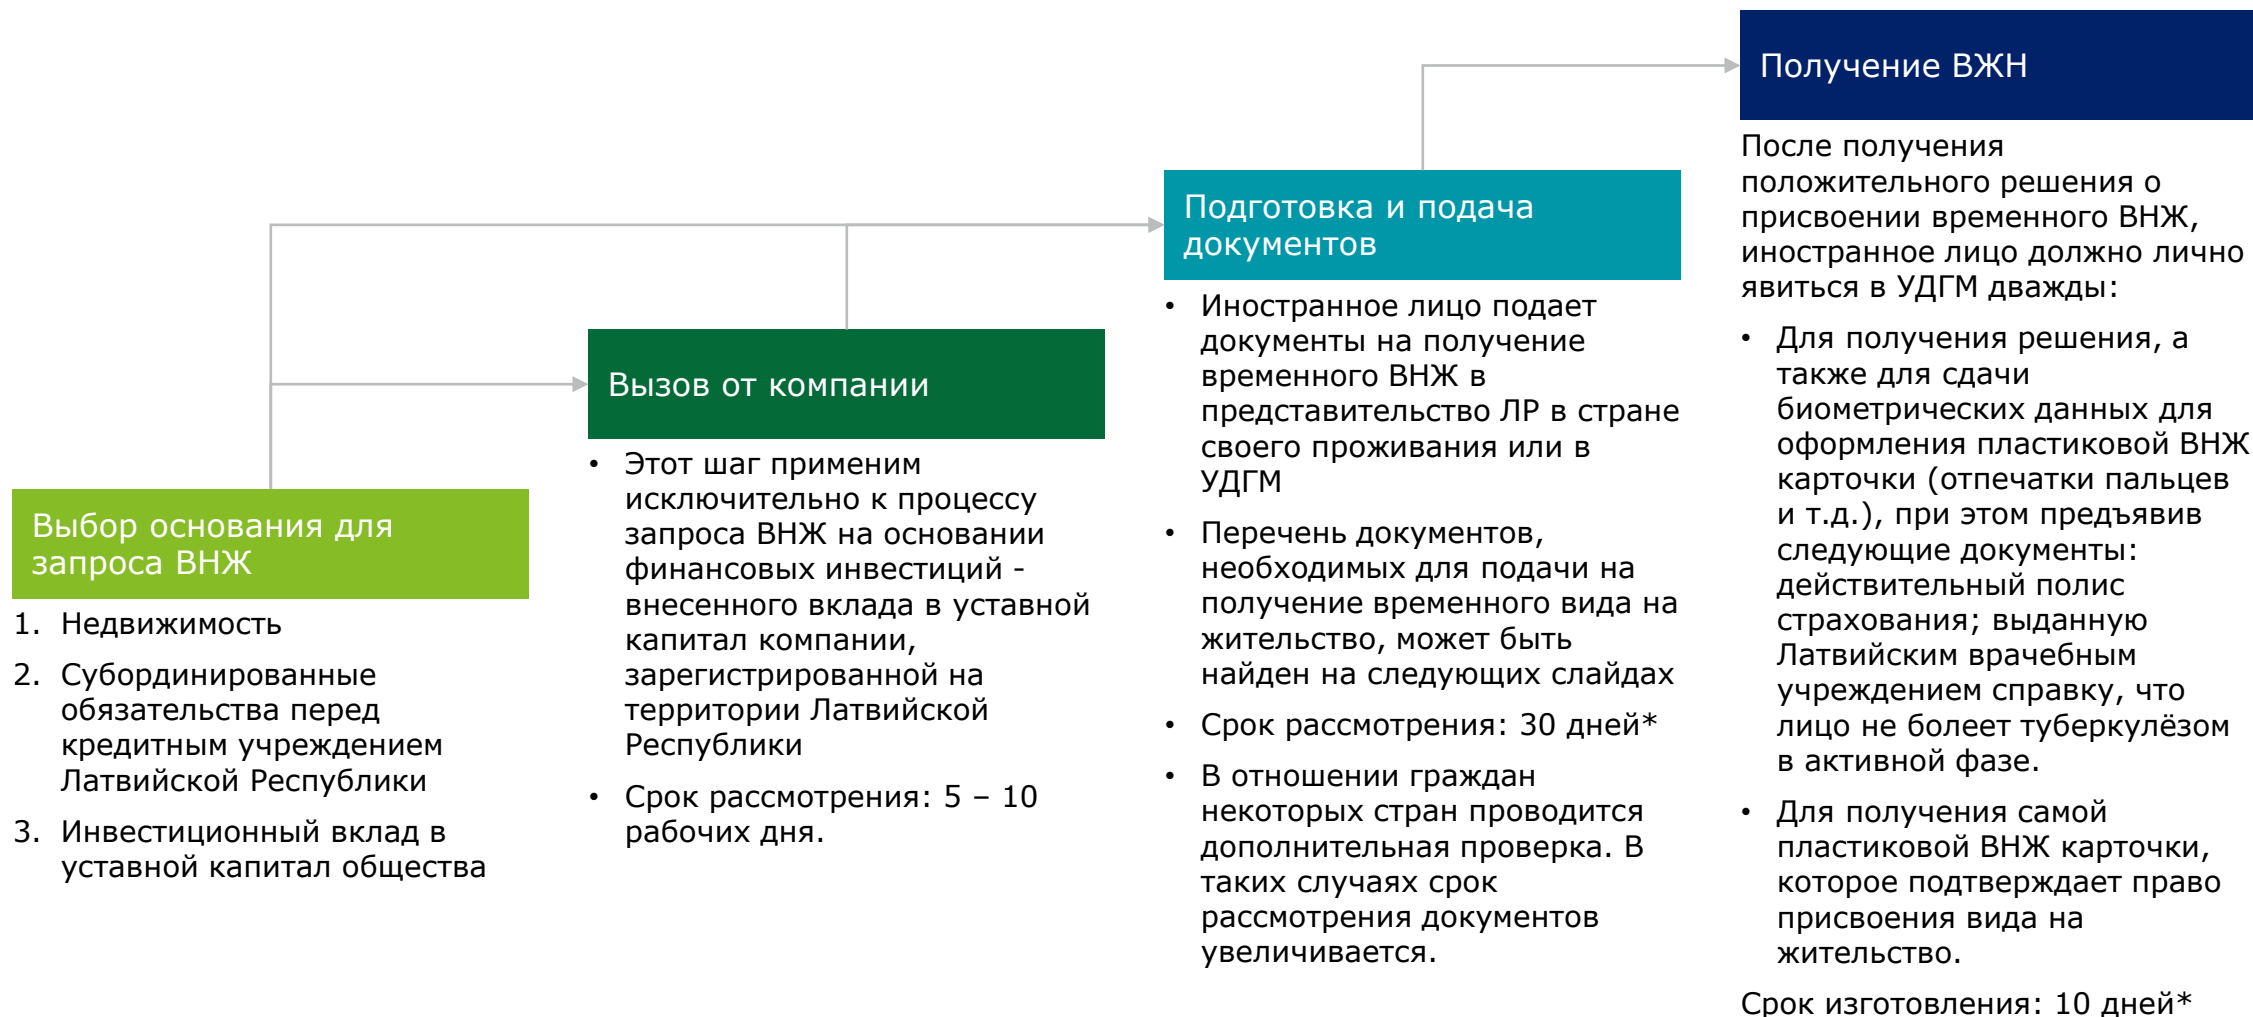 Выбор основания для
запроса ВНЖ
1. Недвижимость
2. Субординированные
обязательства перед
кредитным учреждением
Латвийской Республики
3. Инвестиционный вклад в
уставной капитал общества
Вызов от компании
• Этот шаг применим
исключительно к процессу
запроса ВНЖ на основании
финансовых инвестиций -
внесенного вклада в уставной
капитал компании,
зарегистрированной на
территории Латвийской
Республики
• Срок рассмотрения: 5 – 10
рабочих дня.
Подготовка и подача
документов
• Иностранное лицо подает
документы на получение
временного ВНЖ в
представительство ЛР в стране
своего проживания или в
УДГМ
• Перечень документов,
необходимых для подачи на
получение временного вида на
жительство, может быть
найден на следующих слайдах
• Срок рассмотрения: 30 дней*
• В отношении граждан
некоторых стран проводится
дополнительная проверка. В
таких случаях срок
рассмотрения документов
увеличивается.
Получение ВЖН
После получения
положительного решения о
присвоении временного ВНЖ,
иностранное лицо должно лично
явиться в УДГМ дважды:
• Для получения решения, а
также для сдачи
биометрических данных для
оформления пластиковой ВНЖ
карточки (отпечатки пальцев
и т.д.), при этом предъявив
следующие документы:
действительный полис
страхования; выданную
Латвийским врачебным
учреждением справку, что
лицо не болеет туберкулёзом
в активной фазе.
• Для получения самой
пластиковой ВНЖ карточки,
которое подтверждает право
присвоения вида на
жительство.
Срок изготовления: 10 дней*